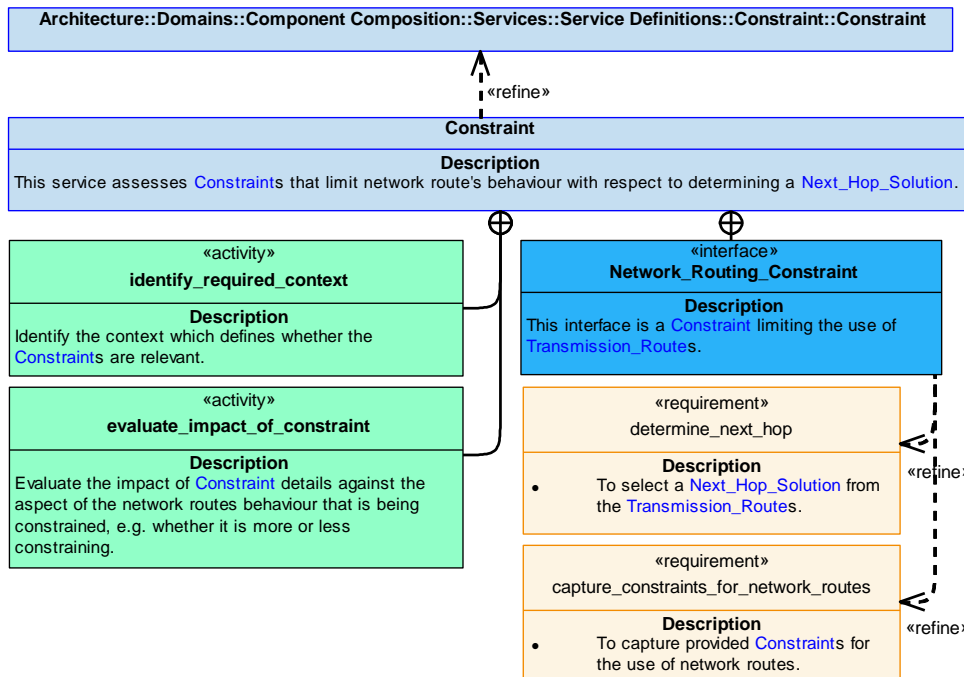 Architecture::Domains::Component Composition::Services::Service Definitions::Constraint::Constraint
«refine»
Constraint
Description
This service assesses Constraints that limit network route's behaviour with respect to determining a Next_Hop_Solution.
«activity»
identify_required_context
Description
Identify the context which defines whether the
Constraints are relevant.
«activity»
evaluate_impact_of_constraint
Description
Evaluate the impact of Constraint details against the
aspect of the network routes behaviour that is being
constrained, e.g. whether it is more or less
constraining.
«interface»
Network_Routing_Constraint
Description
This interface is a Constraint limiting the use of
Transmission_Routes.
«requirement»
determine_next_hop
Description
• To select a Next_Hop_Solution from
the Transmission_Routes.
«refine»
«requirement»
capture_constraints_for_network_routes
Description
• To capture provided Constraints for
the use of network routes.
«refine»